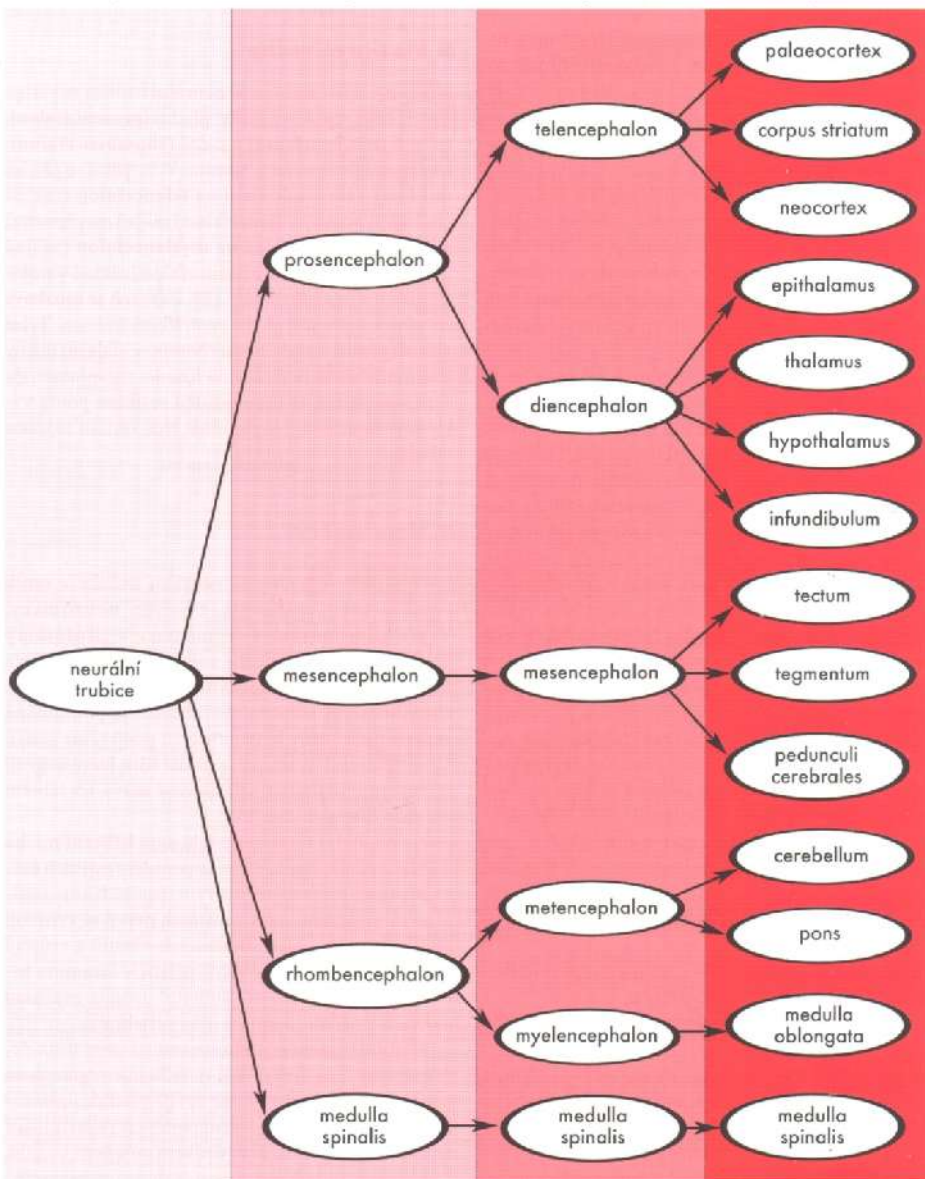 palaeocortex
telencephalon
corpus striatum
neocortex
prosencephalon
epithalamus
thalamus
diencephalon
hypothalamus
infundibulum
tectum
neurální
trubice
mesencephalon
mesencephalon
tegmentum
pedunculi
cerebrales
cerebellum
metencephalon
pons
rhombencephalon
myelencephalon
medulla
oblongata
medulla
spinalis
medulla
spinalis
medulla
spinalis